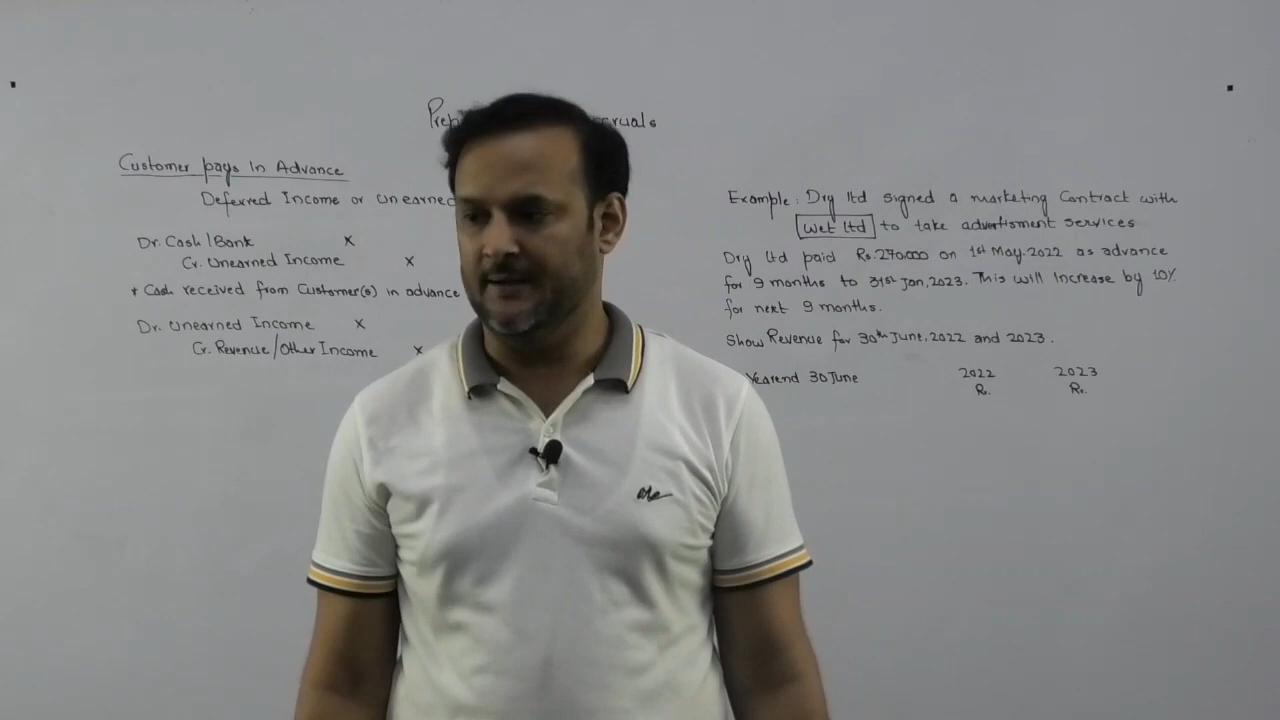 Customer pays In Advance
Deferred Income or unearned
Dr. Cash/Bank x
Cr. Unearned Income x
* Cash received from Customer(s) in advance
Dr. Unearned Income x
Cr. Revenue/Other Income x
Example: Dry ltd signed a marketing Contract with
Wet ltd to take advertisment services
Dry Ltd paid Rs.270,000 on 1st May.2022 as advance
for 9 months to 31st Jan,2023. This will Increase by 10%
for next 9 months.
Show Revenue for 30th June,2022 and 2023.
Yearend 30 June 2022 2023
Rs. Rs.